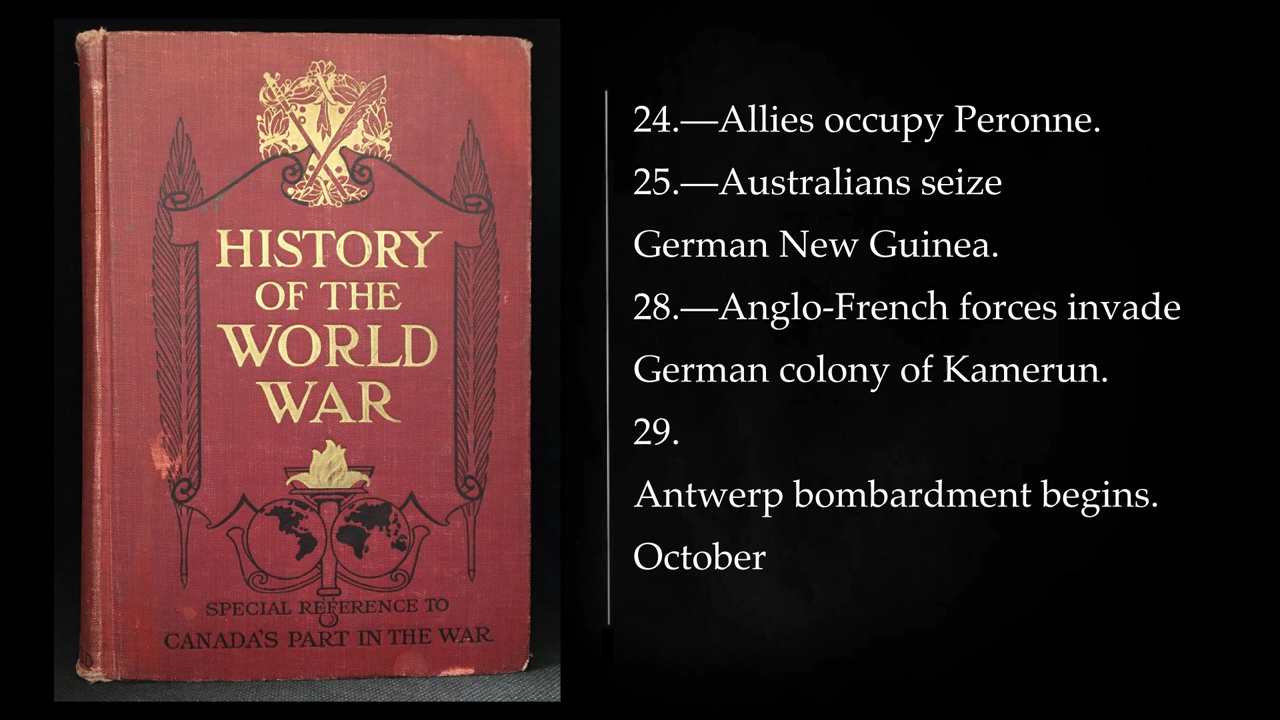 HISTORY
OF THE
WORLD
WAR
SPECIAL REFERENCE TO
CANADA'S PART IN THE WAR
24.—Allies occupy Peronne.
25.—Australians seize
German New Guinea.
28.—Anglo-French forces invade
German colony of Kamerun.
29.
Antwerp bombardment begins.
October